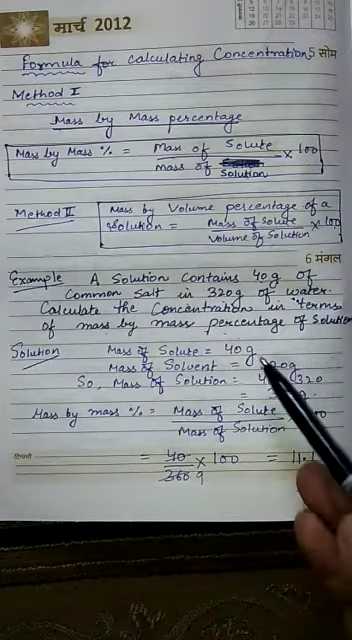 मार्च 2012
Formula for Calculating Concentration 5 सोम
Method I
Mass by Mass percentage
Mass by Mass % = Mass of Solute × 100
Mass of Solution
Method II
Mass by Volume percentage of a
Solution = Mass of Solute × 100
Volume of Solution
6 मंगल
Example A Solution Contains 40g of
Common Salt in 320g of water.
Calculate the Concentration in terms
of mass by mass percentage of Solution
Solution Mass of Solute = 40g
Mass of Solvent = 20g
So, Mass of Solution = 4 320
=
Mass by mass % = Mass of Solute
Mass of Solution
टिप्पणी = 40 × 100 = 11.1
360 g